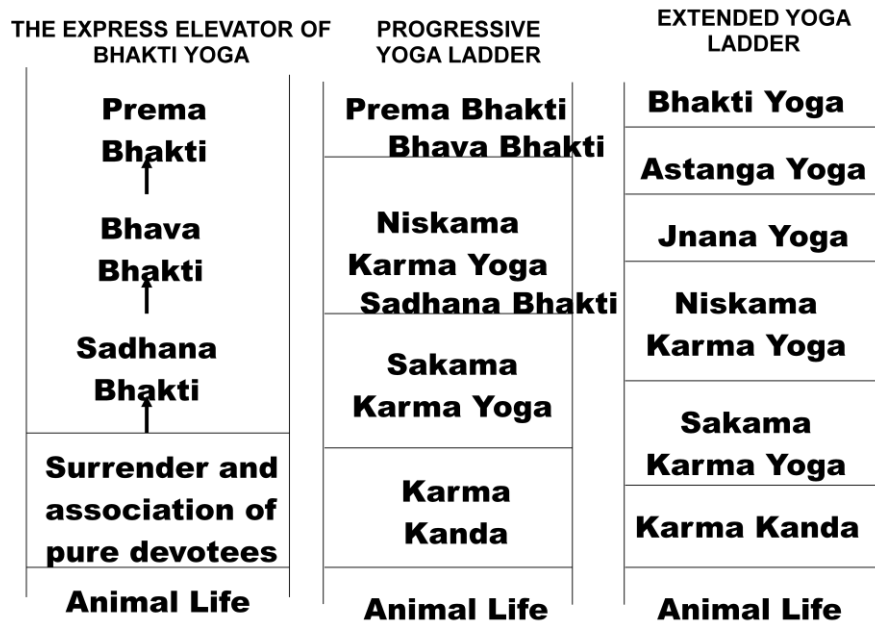 THE EXPRESS ELEVATOR OF
BHAKTI YOGA
Prema
Bhakti
Bhava
Bhakti
Sadhana
Bhakti
Surrender and
association of
pure devotees
Animal Life
PROGRESSIVE
YOGA LADDER
Prema Bhakti
Bhava Bhakti
Niskama
Karma Yoga
Sadhana Bhakti
Sakama
Karma Yoga
Karma
Kanda
Animal Life
EXTENDED YOGA
LADDER
Bhakti Yoga
Astanga Yoga
Jnana Yoga
Niskama
Karma Yoga
Sakama
Karma Yoga
Karma Kanda
Animal Life